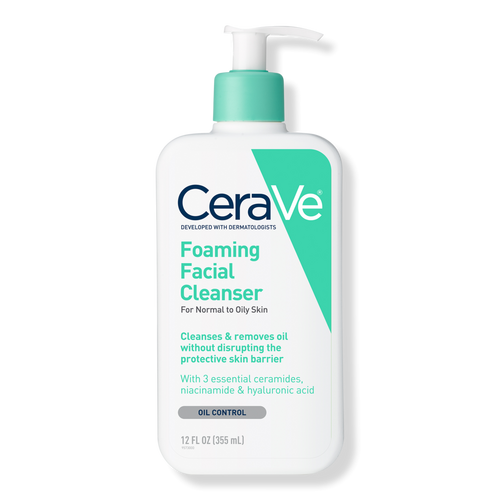 CeraVe®
DEVELOPED WITH DERMATOLOGISTS
Foaming
Facial
Cleanser
For Normal to Oily Skin
Cleanses & removes oil
without disrupting the
protective skin barrier
With 3 essential ceramides,
niacinamide & hyaluronic acid
OIL CONTROL
12 FL OZ (355 mL)